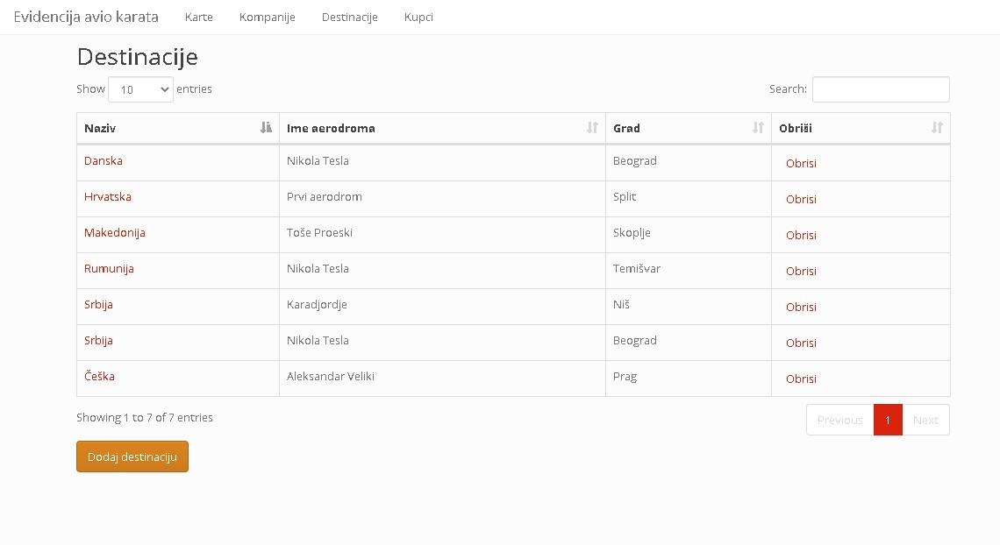 Evidencija avio karata Karte Kompanije Destinacije Kupci
Destinacije
Show 10 entries Search:
Naziv Ime aerodroma Grad Obriši
Danska Nikola Tesla Beograd Obrisi
Hrvatska Prvi aerodrom Split Obrisi
Makedonija Toše Proeski Skoplje Obrisi
Rumunija Nikola Tesla Temišvar Obrisi
Srbija Karadjordje Niš Obrisi
Srbija Nikola Tesla Beograd Obrisi
Češka Aleksandar Veliki Prag Obrisi
Showing 1 to 7 of 7 entries Previous 1 Next
Dodaj destinaciju